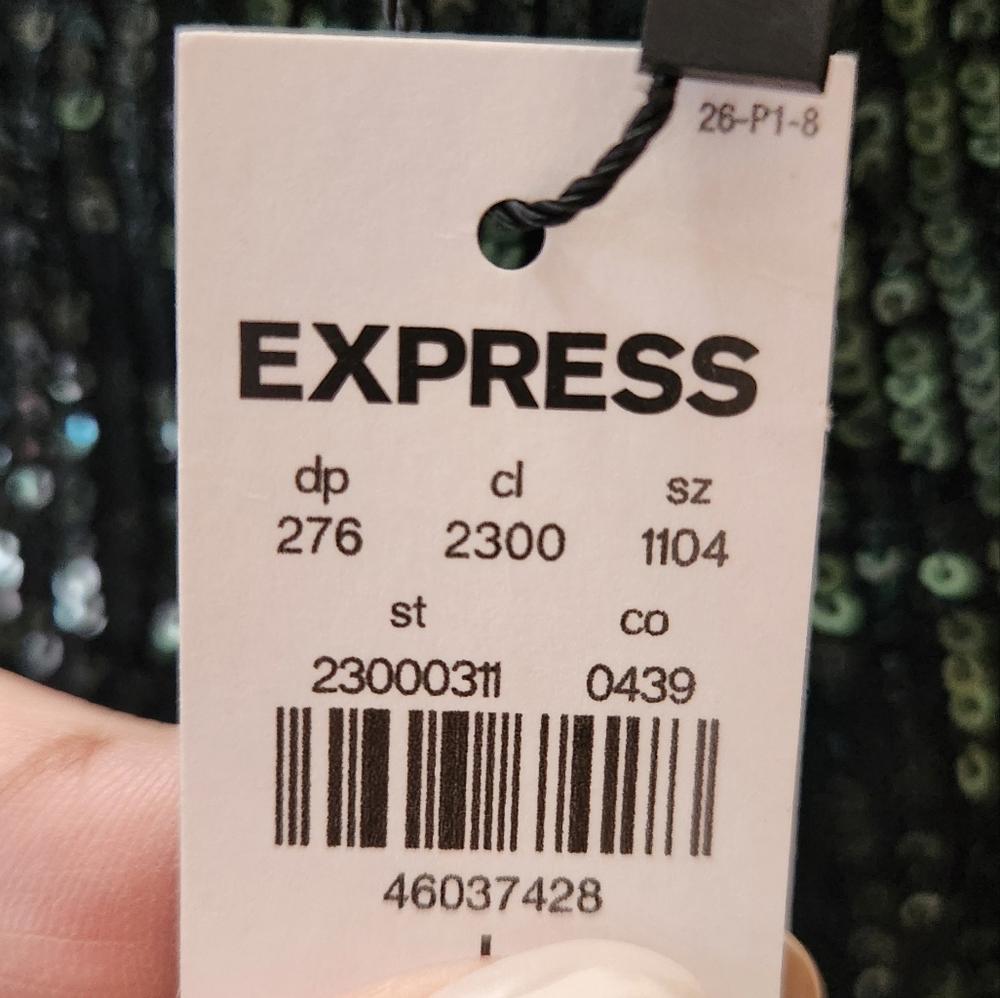 26-P1-8
EXPRESS
dp cl sz
276 2300 1104
st co
23000311 0439
46037428